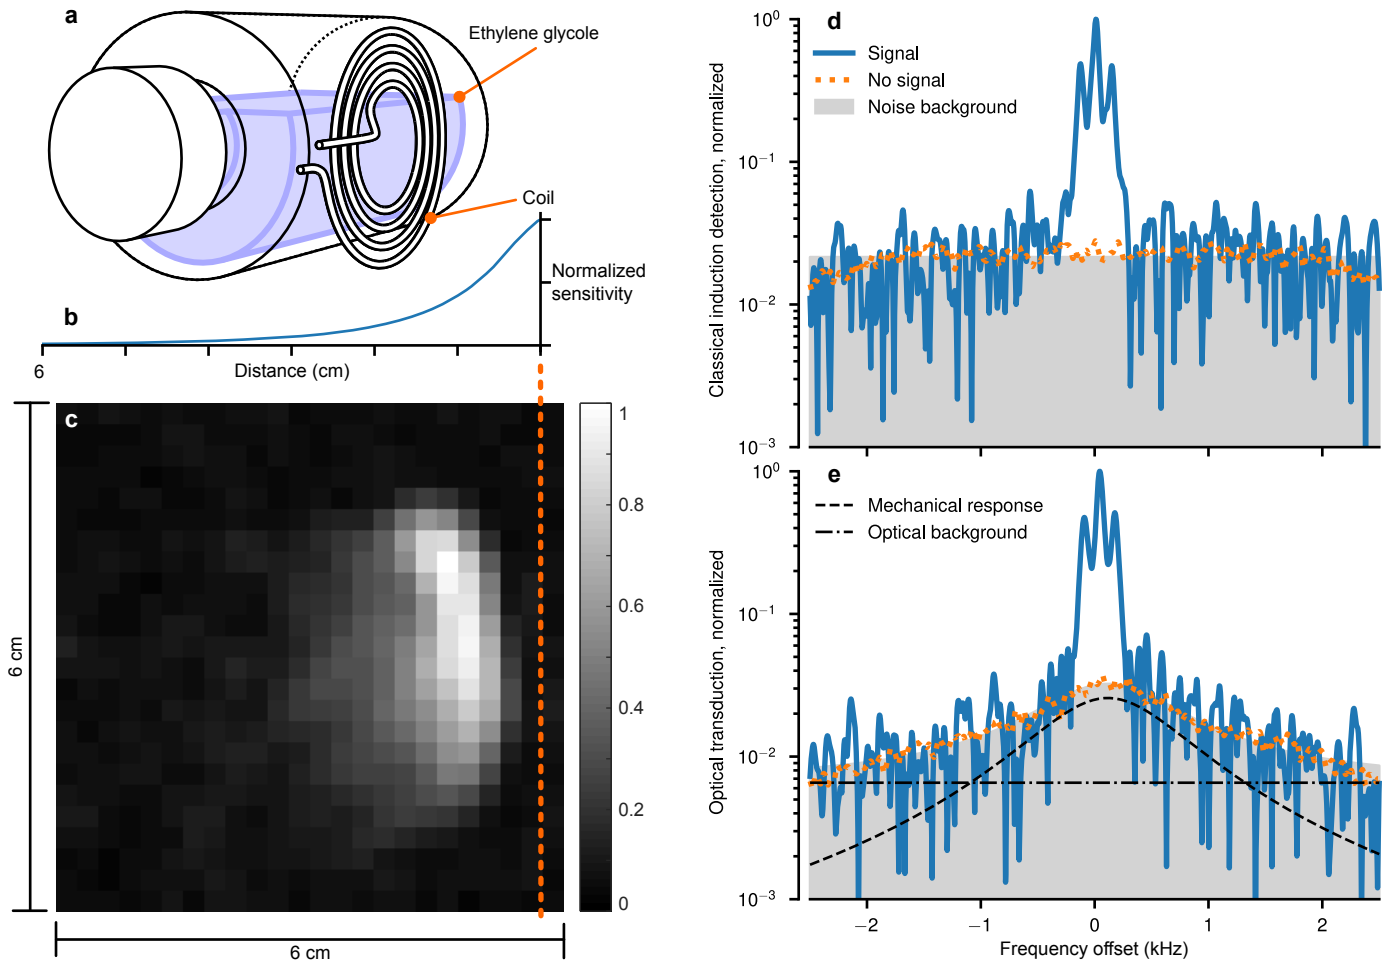 a
Ethylene glycole
Coil
Normalized
sensitivity
b
6
Distance (cm)
c
1
0.8
0.6
0.4
0.2
0
6 cm
6 cm
d
Signal
No signal
Noise background
10⁰
10⁻¹
10⁻²
10⁻³
Classical induction detection, normalized
e
Mechanical response
Optical background
10⁰
10⁻¹
10⁻²
10⁻³
Optical transduction, normalized
−2
−1
0
1
2
Frequency offset (kHz)